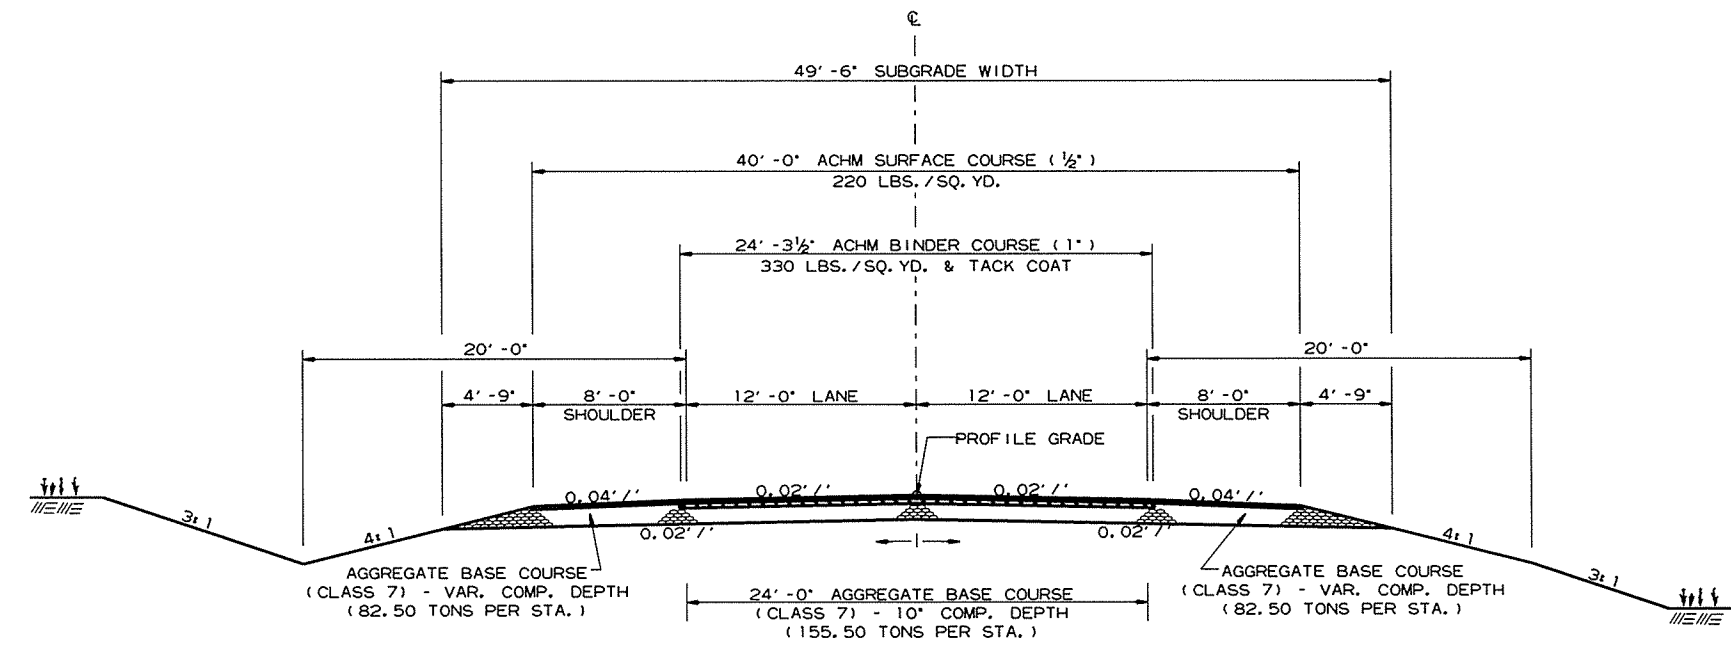 ℄
49'-6" SUBGRADE WIDTH
40'-0" ACHM SURFACE COURSE (½")
220 LBS./SQ.YD.
24'-3½" ACHM BINDER COURSE (1")
330 LBS./SQ.YD. & TACK COAT
20'-0" 20'-0"
4'-9" 8'-0" 12'-0" LANE 12'-0" LANE 8'-0" 4'-9"
SHOULDER SHOULDER
PROFILE GRADE
0.04'/' 0.02'/' 0.02'/' 0.04'/'
3:1 4:1 0.02'/' 0.02'/' 4:1 3:1
AGGREGATE BASE COURSE
(CLASS 7) - VAR. COMP. DEPTH
(82.50 TONS PER STA.)
24'-0" AGGREGATE BASE COURSE
(CLASS 7) - 10" COMP. DEPTH
(155.50 TONS PER STA.)
AGGREGATE BASE COURSE
(CLASS 7) - VAR. COMP. DEPTH
(82.50 TONS PER STA.)